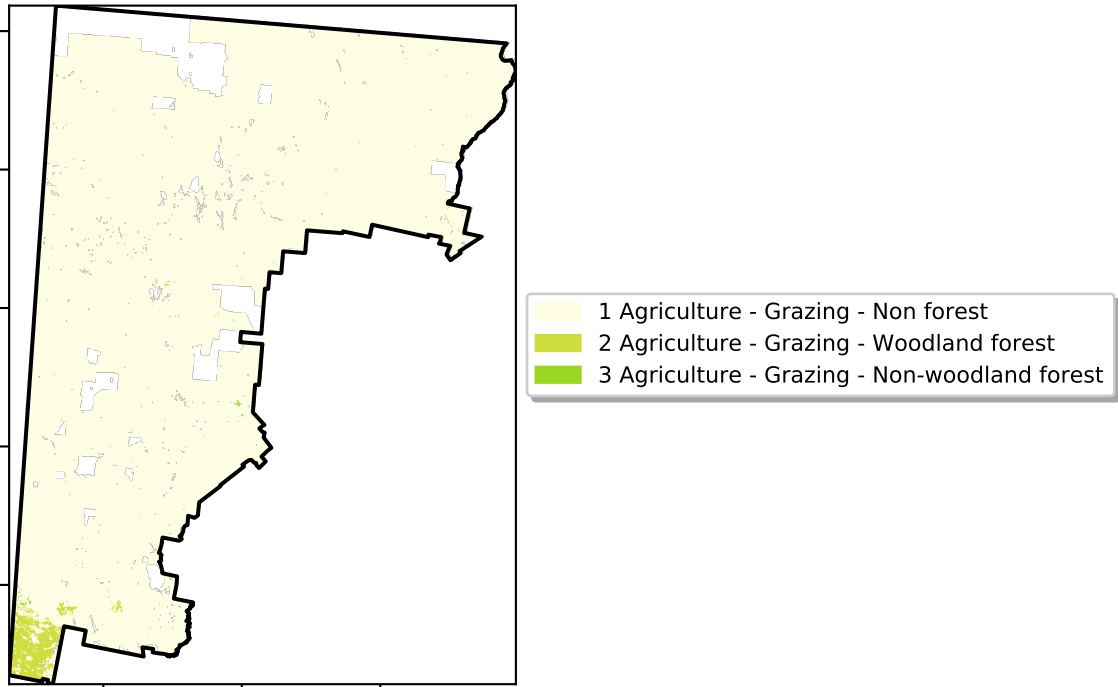 1 Agriculture - Grazing - Non forest
2 Agriculture - Grazing - Woodland forest
3 Agriculture - Grazing - Non-woodland forest